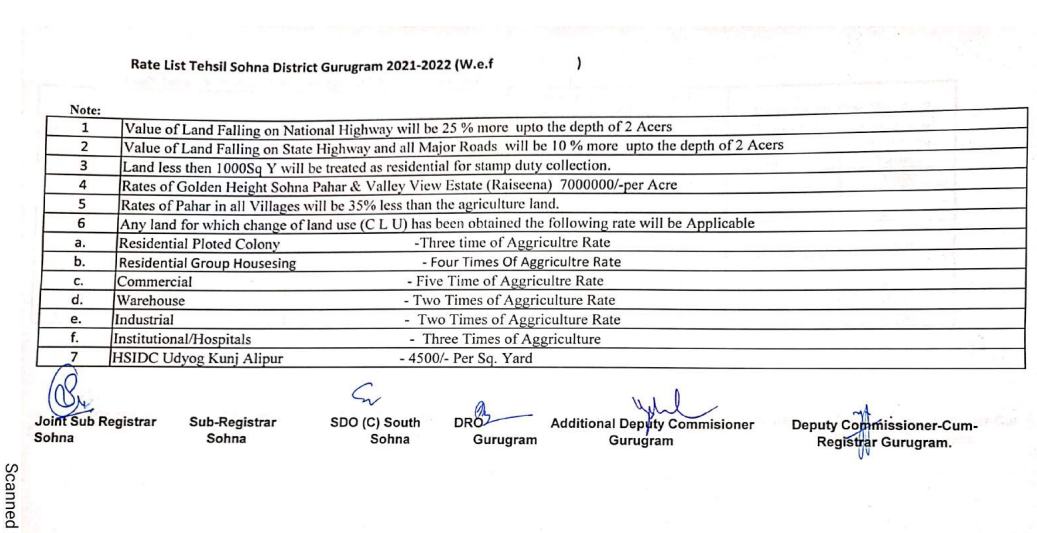 Rate List Tehsil Sohna District Gurugram 2021-2022 (W.e.f )
Note:
1 Value of Land Falling on National Highway will be 25 % more upto the depth of 2 Acers
2 Value of Land Falling on State Highway and all Major Roads will be 10 % more upto the depth of 2 Acers
3 Land less then 1000Sq Y will be treated as residential for stamp duty collection.
4 Rates of Golden Height Sohna Pahar & Valley View Estate (Raiseena) 7000000/-per Acre
5 Rates of Pahar in all Villages will be 35% less than the agriculture land.
6 Any land for which change of land use (C L U) has been obtained the following rate will be Applicable
a. Residential Ploted Colony -Three time of Aggricultre Rate
b. Residential Group Housesing - Four Times Of Aggricultre Rate
c. Commercial - Five Time of Aggricultre Rate
d. Warehouse - Two Times of Aggriculture Rate
e. Industrial - Two Times of Aggriculture Rate
f. Institutional/Hospitals - Three Times of Aggriculture
7 HSIDC Udyog Kunj Alipur - 4500/- Per Sq. Yard
Joint Sub Registrar Sub-Registrar SDO (C) South DRO Additional Deputy Commisioner Deputy Commissioner-Cum-
Sohna Sohna Sohna Gurugram Gurugram Registrar Gurugram.
Scanned